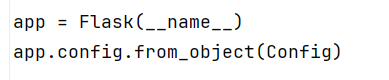 app = Flask(__name__)
app.config.from_object(Config)